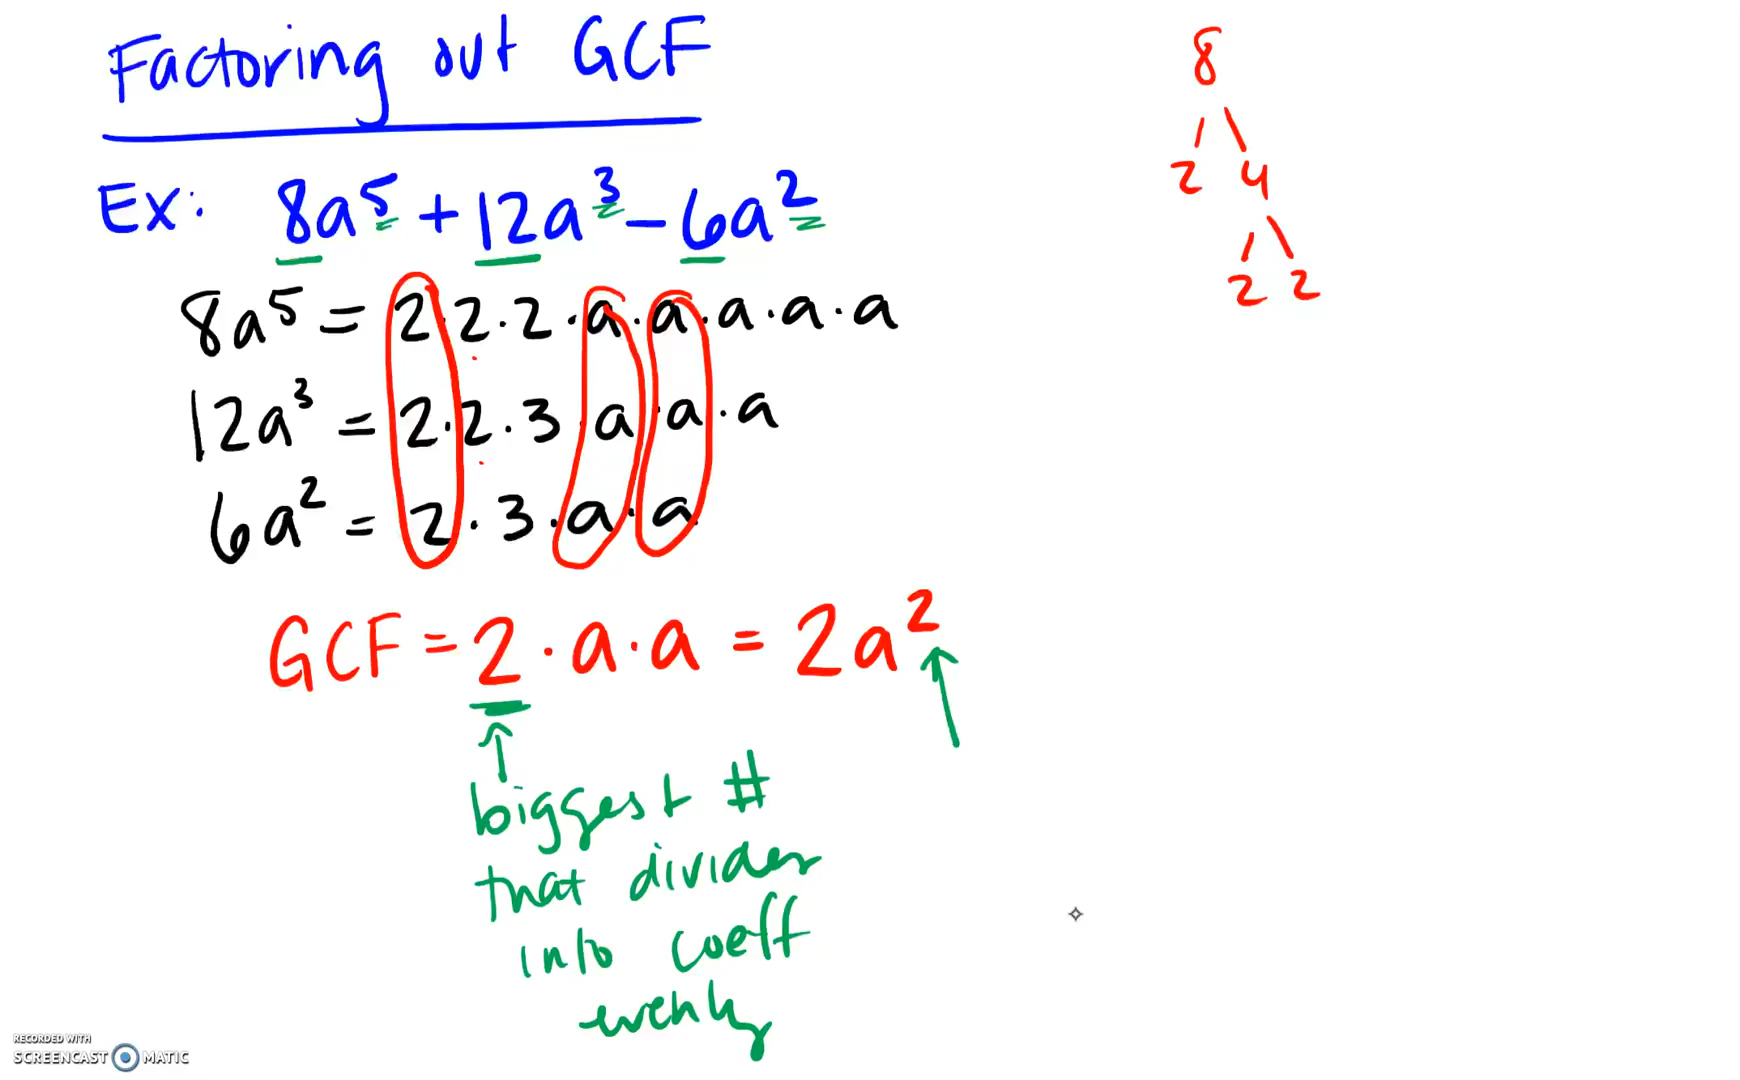 Factoring out GCF
Ex: 8a⁵ + 12a³ - 6a²
8a⁵ = 2 · 2 · 2 · a · a · a · a · a
12a³ = 2 · 2 · 3 · a · a · a
6a² = 2 · 3 · a · a
GCF = 2 · a · a = 2a²
biggest #
that divides
into coeff
evenly
8
2 4
2 2
RECORDED WITH
SCREENCAST MATIC